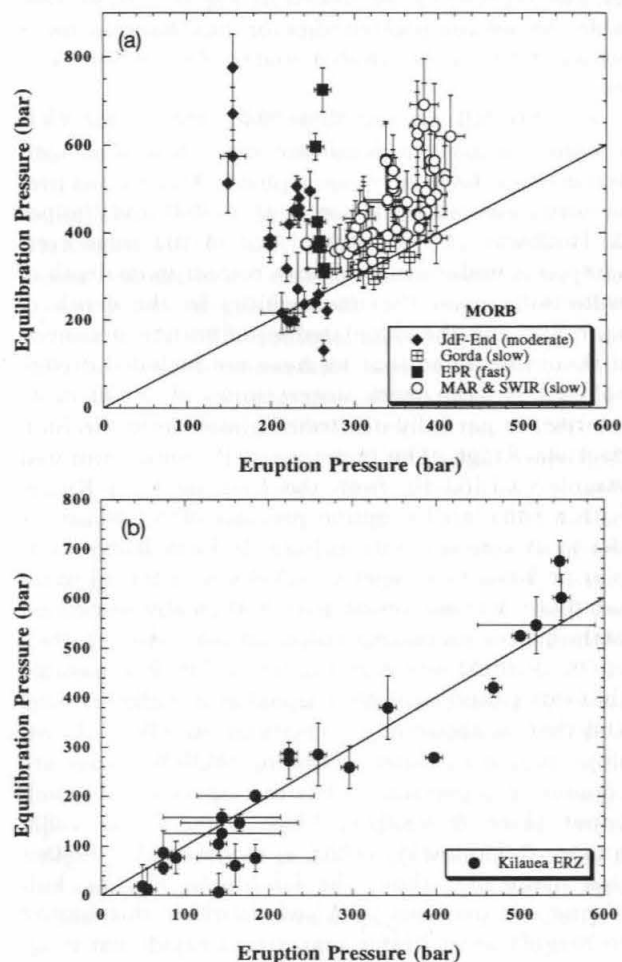 (a)
800
600
400
200
0
Equilibration Pressure (bar)
MORB
JdF-End (moderate)
Gorda (slow)
EPR (fast)
MAR & SWIR (slow)
0 100 200 300 400 500 600
Eruption Pressure (bar)
(b)
800
700
600
500
400
300
200
100
0
Equilibration Pressure (bar)
Kilauea ERZ
0 100 200 300 400 500 600
Eruption Pressure (bar)